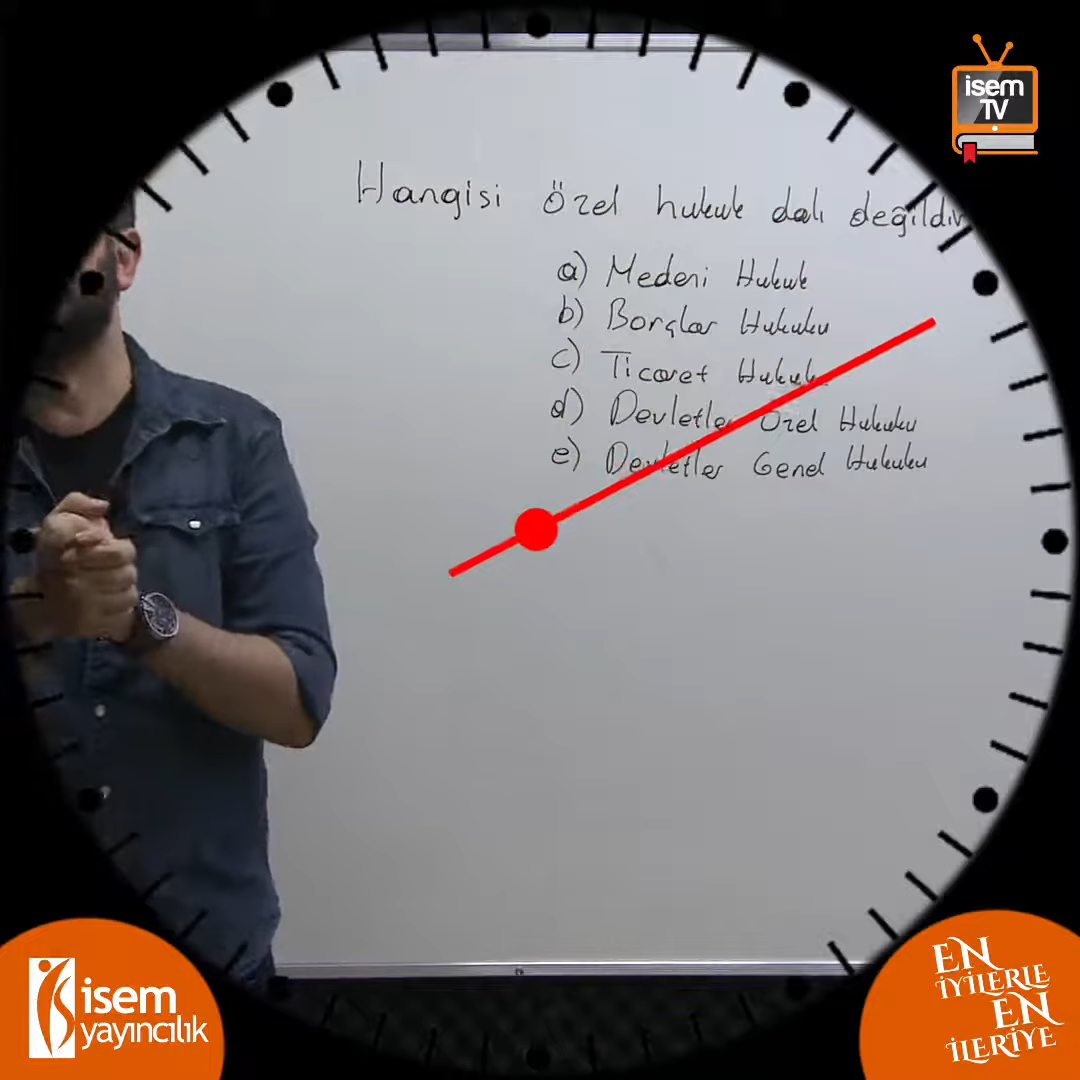 isem
TV
Hangisi özel hukuk dalı değildir
a) Medeni Hukuk
b) Borçlar Hukuku
c) Ticaret Hukuku
d) Devletler Özel Hukuku
e) Devletler Genel Hukuku
isem
yayıncılık
EN
İYİLERLE
EN
İLERİYE